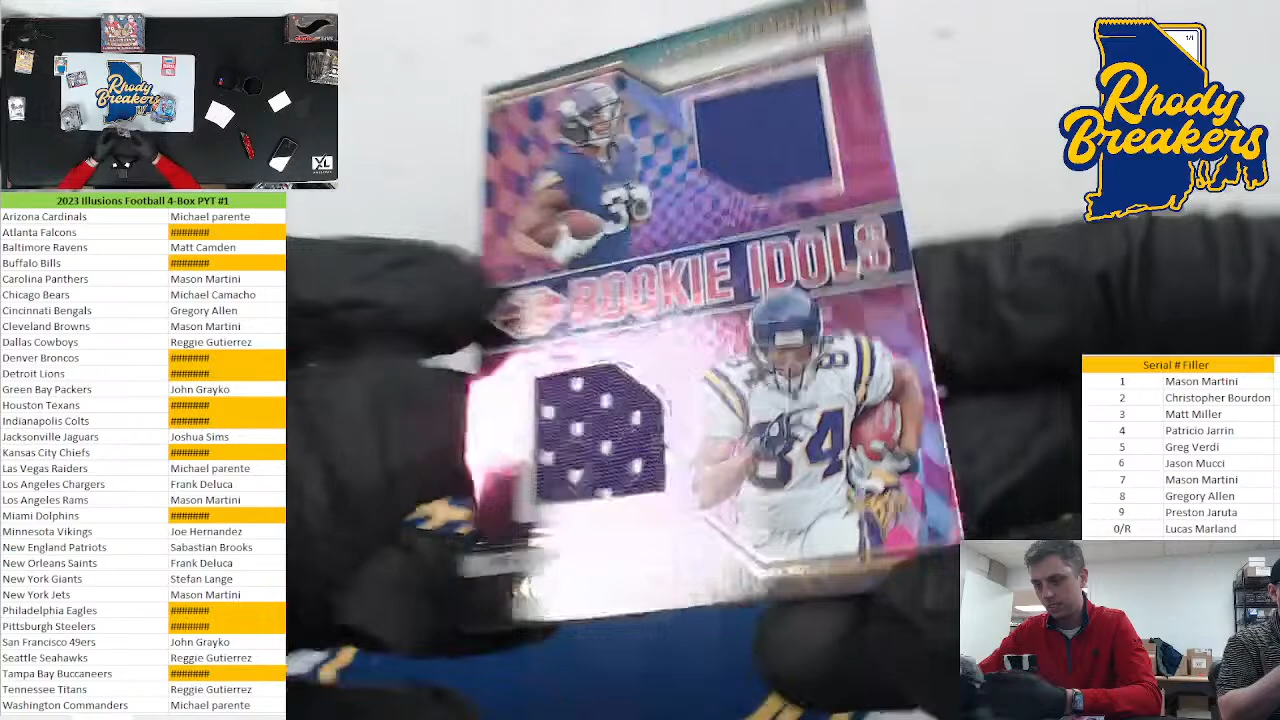 Rhody
Breakers
XL
2023 Illusions Football 4-Box PYT #1
Arizona Cardinals Michael parente
Atlanta Falcons #######
Baltimore Ravens Matt Camden
Buffalo Bills #######
Carolina Panthers Mason Martini
Chicago Bears Michael Camacho
Cincinnati Bengals Gregory Allen
Cleveland Browns Mason Martini
Dallas Cowboys Reggie Gutierrez
Denver Broncos #######
Detroit Lions #######
Green Bay Packers John Grayko
Houston Texans #######
Indianapolis Colts #######
Jacksonville Jaguars Joshua Sims
Kansas City Chiefs #######
Las Vegas Raiders Michael parente
Los Angeles Chargers Frank Deluca
Los Angeles Rams Mason Martini
Miami Dolphins #######
Minnesota Vikings Joe Hernandez
New England Patriots Sabastian Brooks
New Orleans Saints Frank Deluca
New York Giants Stefan Lange
New York Jets Mason Martini
Philadelphia Eagles #######
Pittsburgh Steelers #######
San Francisco 49ers John Grayko
Seattle Seahawks Reggie Gutierrez
Tampa Bay Buccaneers #######
Tennessee Titans Reggie Gutierrez
Washington Commanders Michael parente
ROOKIE IDOLS
84
1/1
Rhody
Breakers
Serial # Filler
1 Mason Martini
2 Christopher Bourdon
3 Matt Miller
4 Patricio Jarrin
5 Greg Verdi
6 Jason Mucci
7 Mason Martini
8 Gregory Allen
9 Preston Jaruta
0/R Lucas Marland